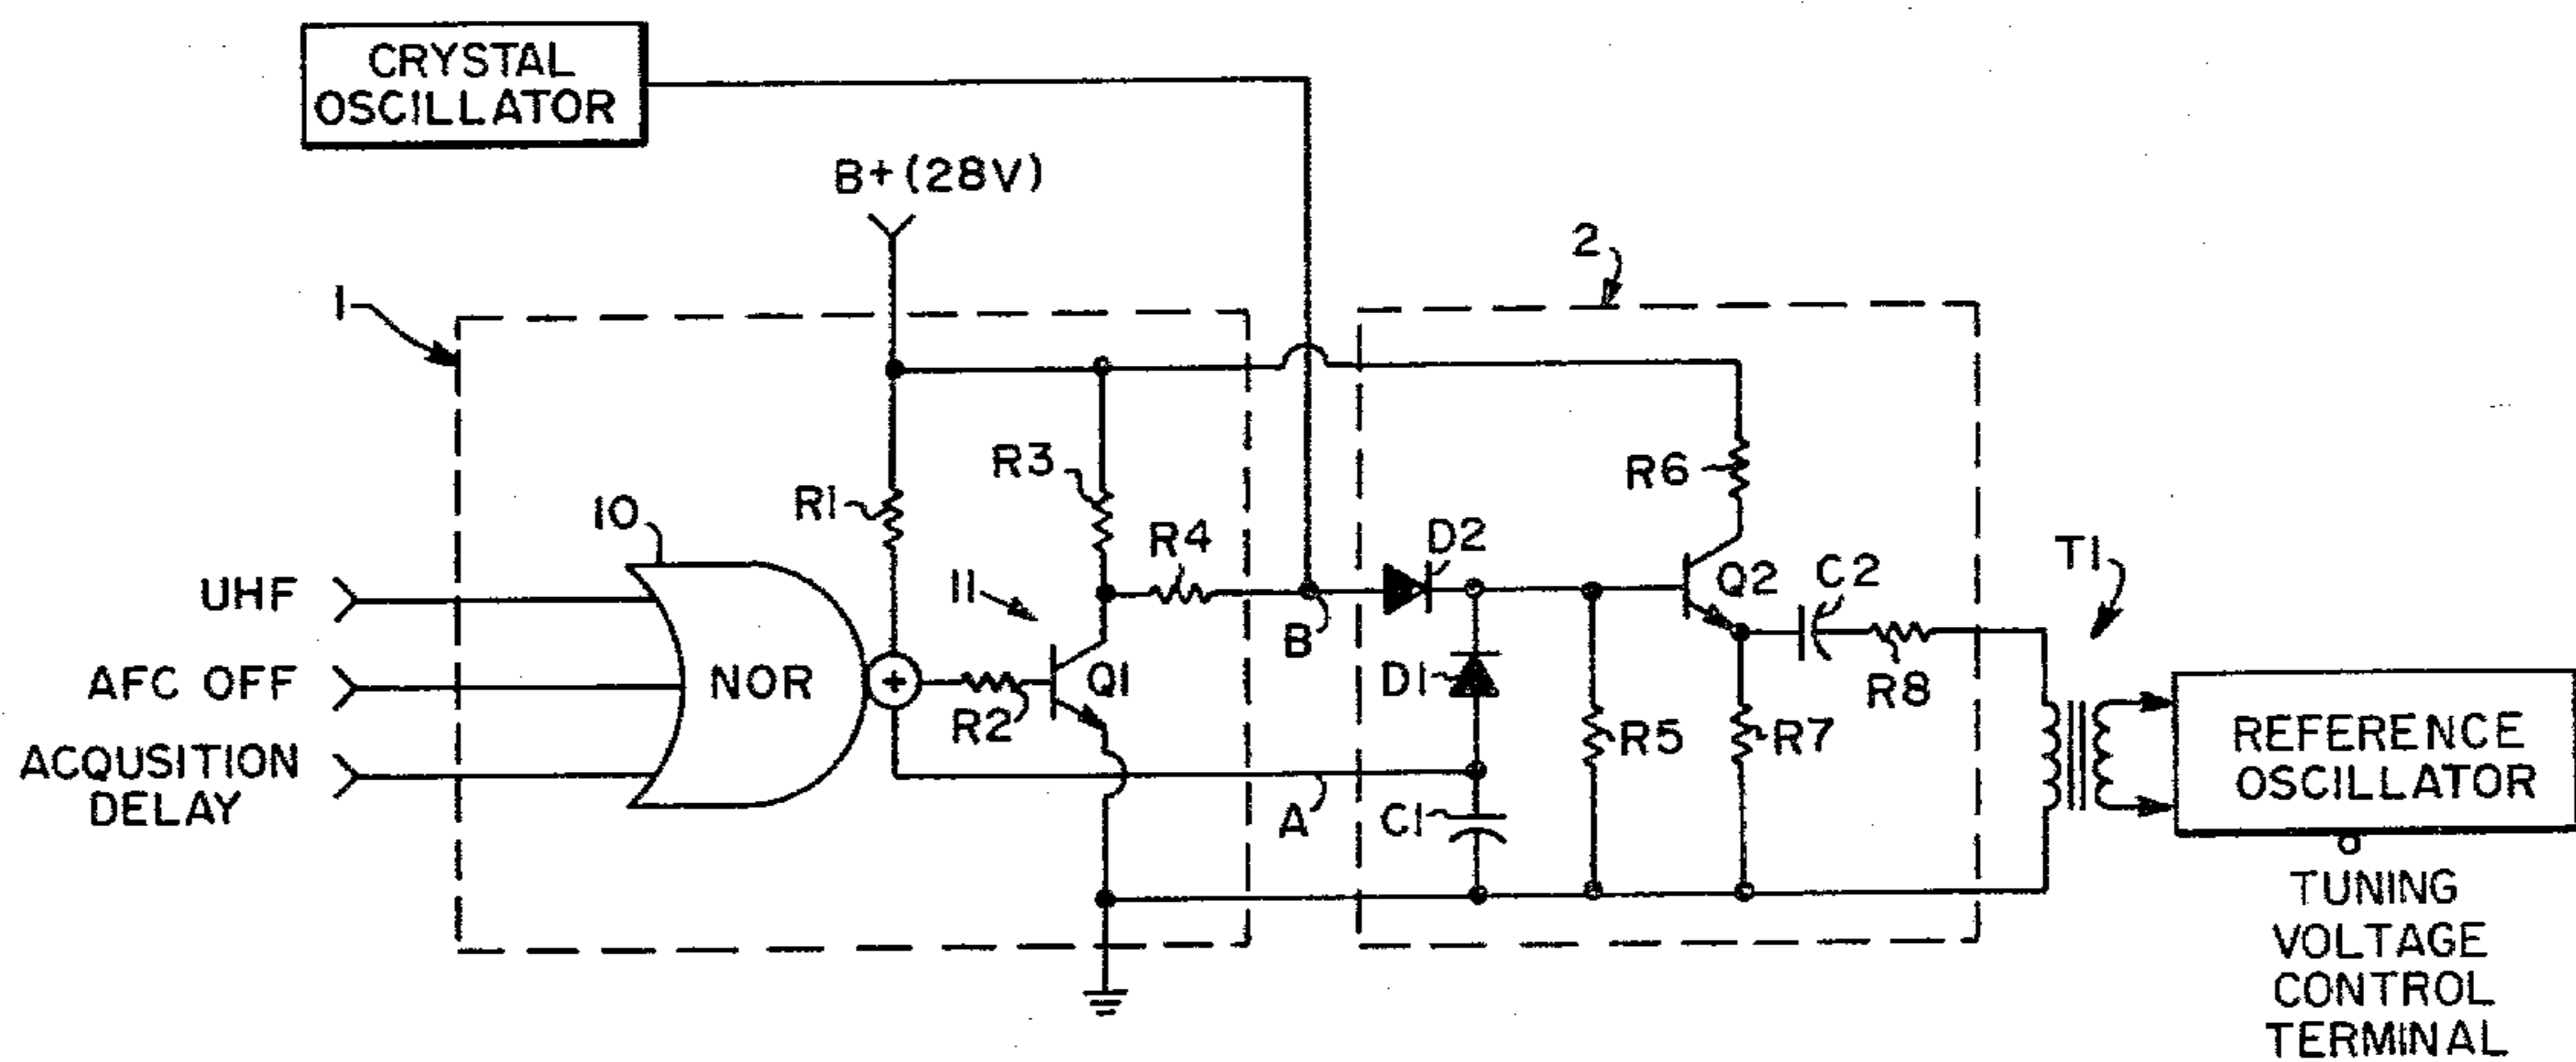 CRYSTAL
OSCILLATOR
B+ (28V)
2
1
R3
R6
R1
10
R4
D2
T1
UHF
11
Q2
C2
B
AFC OFF
NOR
+
Q1
D1
R8
R2
R5
R7
REFERENCE
OSCILLATOR
ACQUSITION
DELAY
A
C1
TUNING
VOLTAGE
CONTROL
TERMINAL